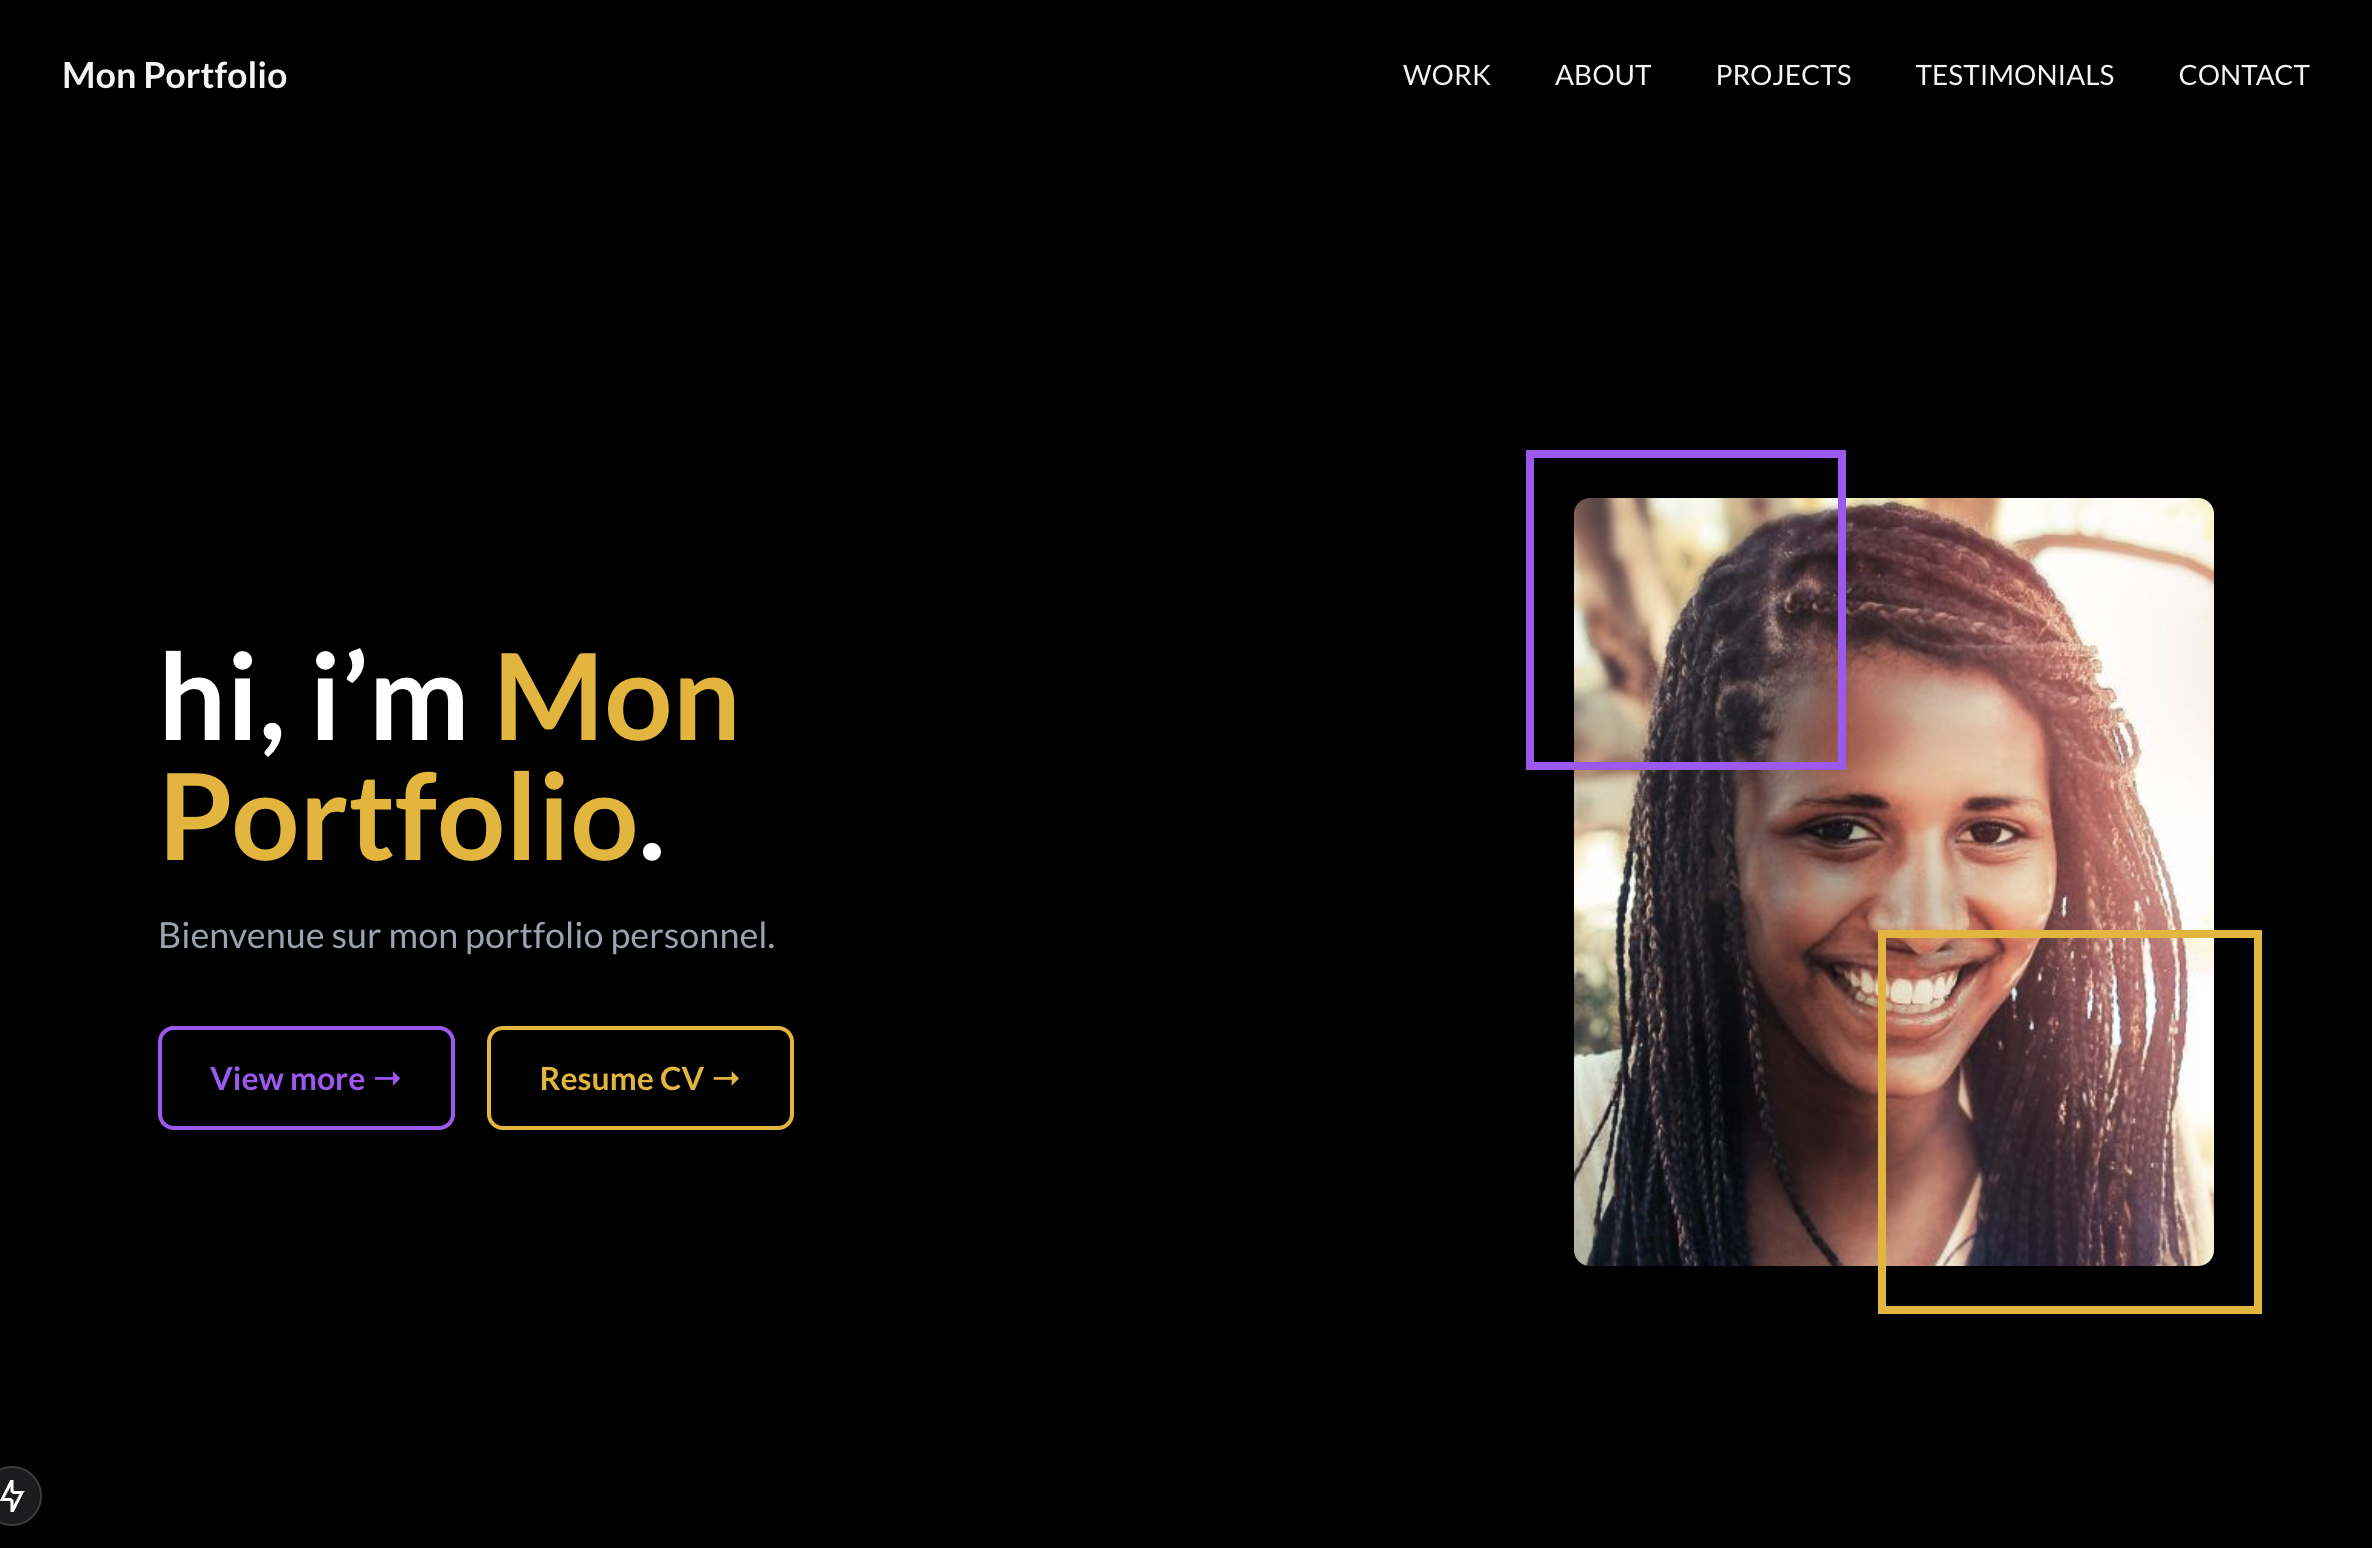 Mon Portfolio
WORK ABOUT PROJECTS TESTIMONIALS CONTACT
hi, i’m Mon
Portfolio.
Bienvenue sur mon portfolio personnel.
View more → Resume CV →